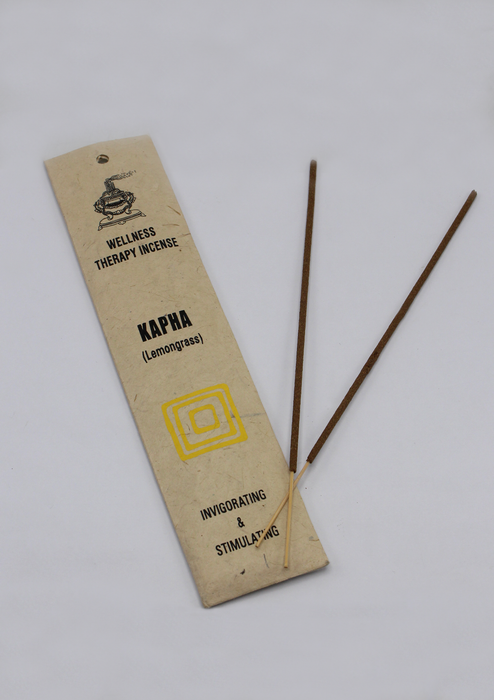 WELLNESS
THERAPY INCENSE
KAPHA
(Lemongrass)
INVIGORATING
&
STIMULATING